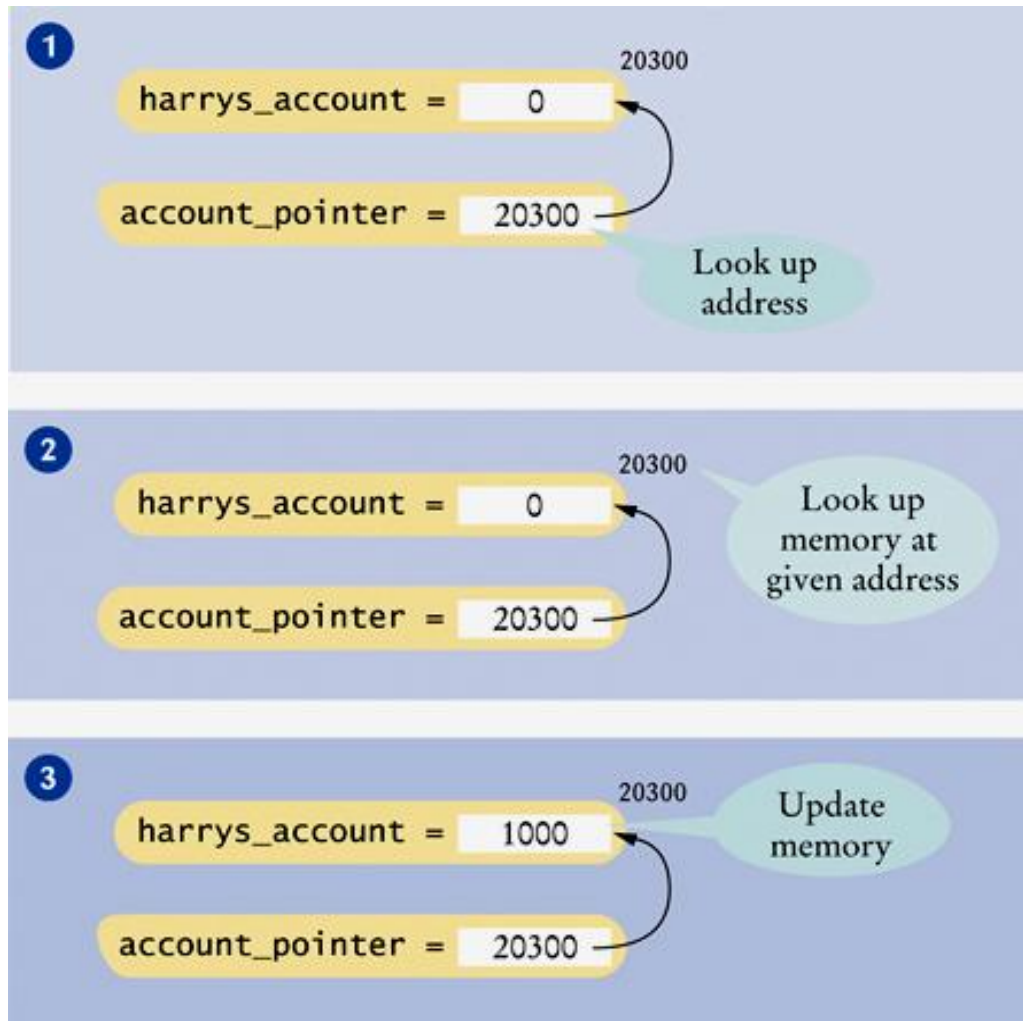 1
20300
harrys_account = 0
account_pointer = 20300
Look up
address
2
20300
harrys_account = 0
Look up
memory at
given address
account_pointer = 20300
3
20300
harrys_account = 1000
Update
memory
account_pointer = 20300